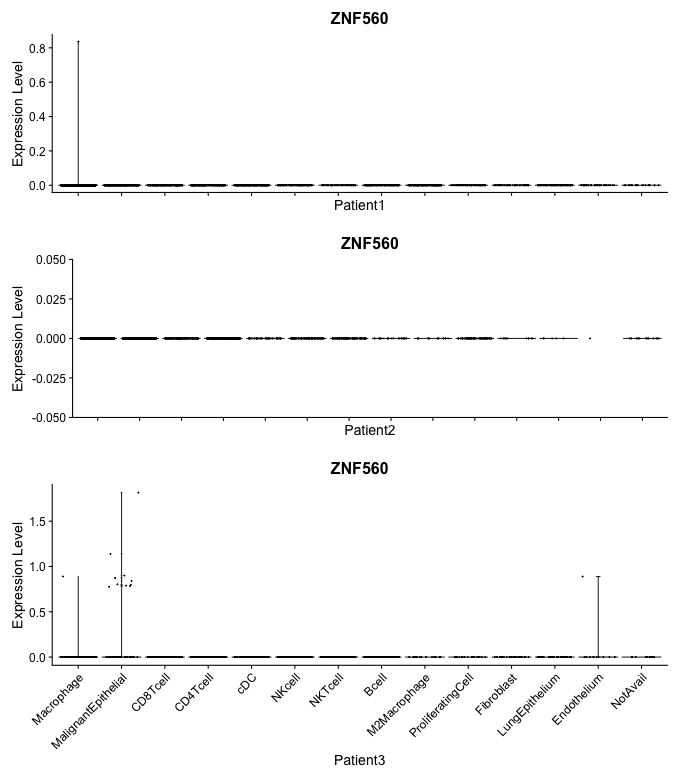 ZNF560
Expression Level
0.8
0.6
0.4
0.2
0.0
Patient1
ZNF560
Expression Level
0.050
0.025
0.000
-0.025
-0.050
Patient2
ZNF560
Expression Level
1.5
1.0
0.5
0.0
Macrophage
MalignantEpithelial
CD8Tcell
CD4Tcell
cDC
NKcell
NKTcell
Bcell
M2Macrophage
ProliferatingCell
Fibroblast
LungEpithelium
Endothelium
NotAvail
Patient3